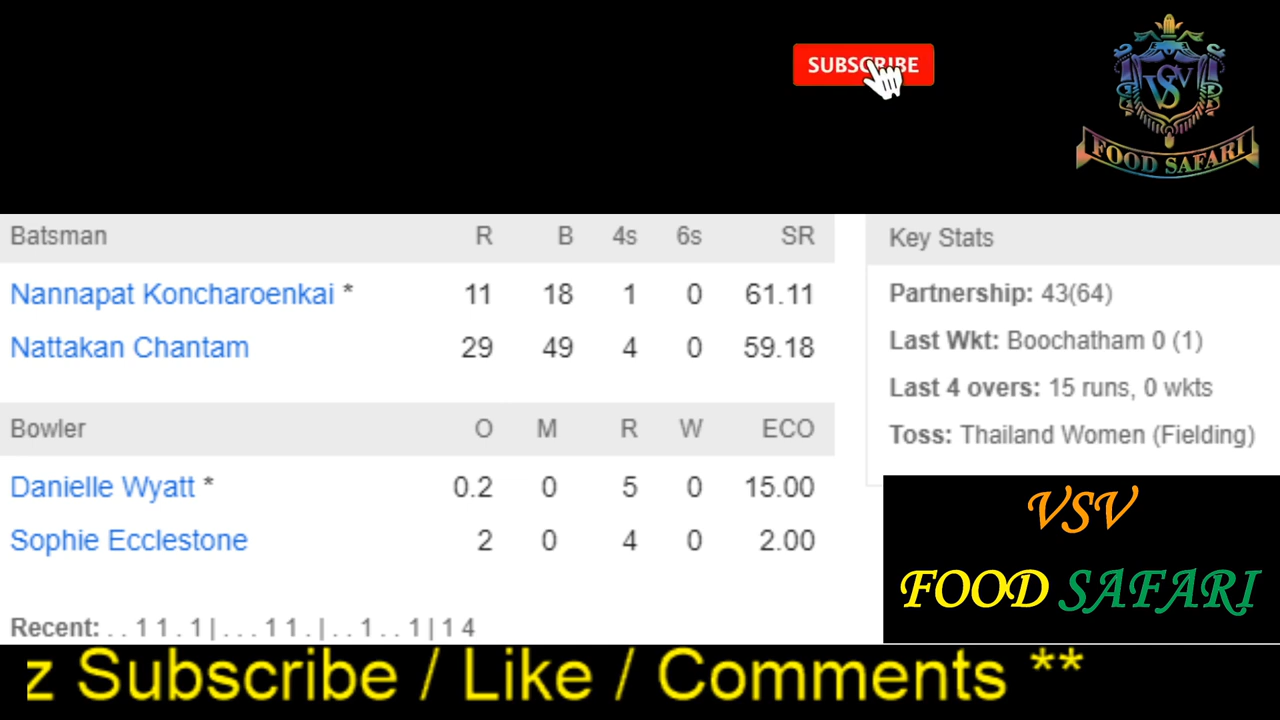 SUBSCRIBE
VSV
FOOD SAFARI
Batsman R B 4s 6s SR
Nannapat Koncharoenkai * 11 18 1 0 61.11
Nattakan Chantam 29 49 4 0 59.18
Bowler O M R W ECO
Danielle Wyatt * 0.2 0 5 0 15.00
Sophie Ecclestone 2 0 4 0 2.00
Recent: . . 1 1 . 1 | . . . 1 1 . | . . 1 . . 1 | 1 4
Key Stats
Partnership: 43(64)
Last Wkt: Boochatham 0 (1)
Last 4 overs: 15 runs, 0 wkts
Toss: Thailand Women (Fielding)
VSV
FOOD SAFARI
z Subscribe / Like / Comments **